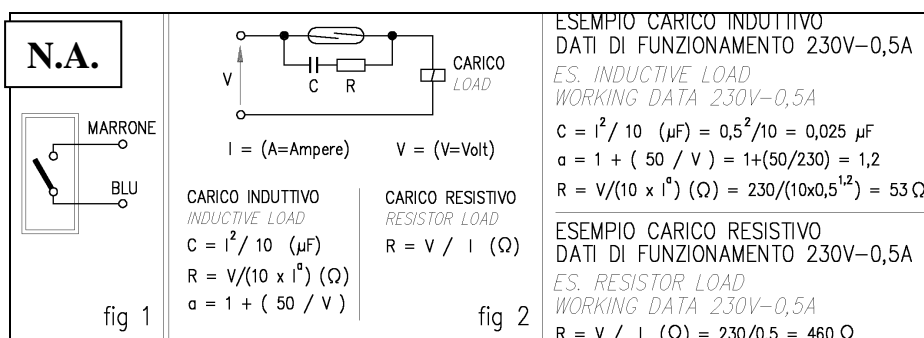 N.A.
MARRONE
BLU
fig 1
V
C R
CARICO
LOAD
I = (A=Ampere) V = (V=Volt)
CARICO INDUTTIVO
INDUCTIVE LOAD
C = I²/ 10 (μF)
R = V/(10 x Iᵅ) (Ω)
α = 1 + ( 50 / V )
CARICO RESISTIVO
RESISTOR LOAD
R = V / I (Ω)
fig 2
ESEMPIO CARICO INDUTTIVO
DATI DI FUNZIONAMENTO 230V–0,5A
ES. INDUCTIVE LOAD
WORKING DATA 230V–0,5A
C = I²/ 10 (μF) = 0,5²/10 = 0,025 μF
α = 1 + ( 50 / V ) = 1+(50/230) = 1,2
R = V/(10 x Iᵅ) (Ω) = 230/(10x0,5¹,²) = 53 Ω
ESEMPIO CARICO RESISTIVO
DATI DI FUNZIONAMENTO 230V–0,5A
ES. RESISTOR LOAD
WORKING DATA 230V–0,5A
R = V / I (Ω) = 230/0,5 = 460 Ω